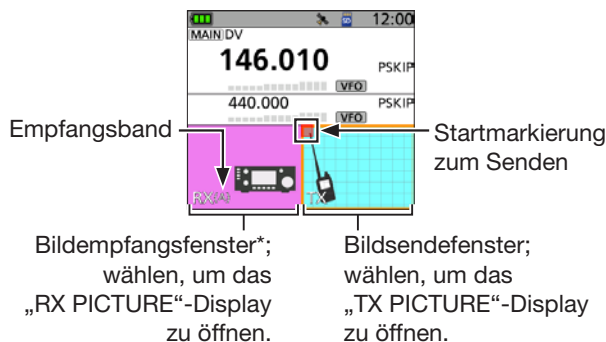 12:00
MAIN DV
146.010 PSKIP
VFO
440.000 PSKIP
VFO
Empfangsband
Startmarkierung
zum Senden
RX(A)
TX
Bildempfangsfenster*;
wählen, um das
„RX PICTURE“-Display
zu öffnen.
Bildsendefenster;
wählen, um das
„TX PICTURE“-Display
zu öffnen.